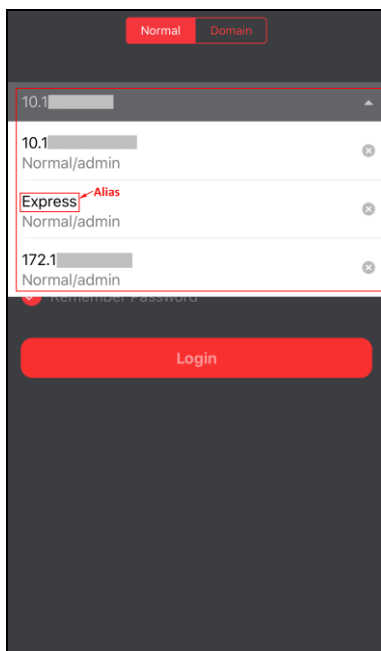 Normal Domain
10.1
10.1
Normal/admin
Express Alias
Normal/admin
172.1
Normal/admin
Remember Password
Login